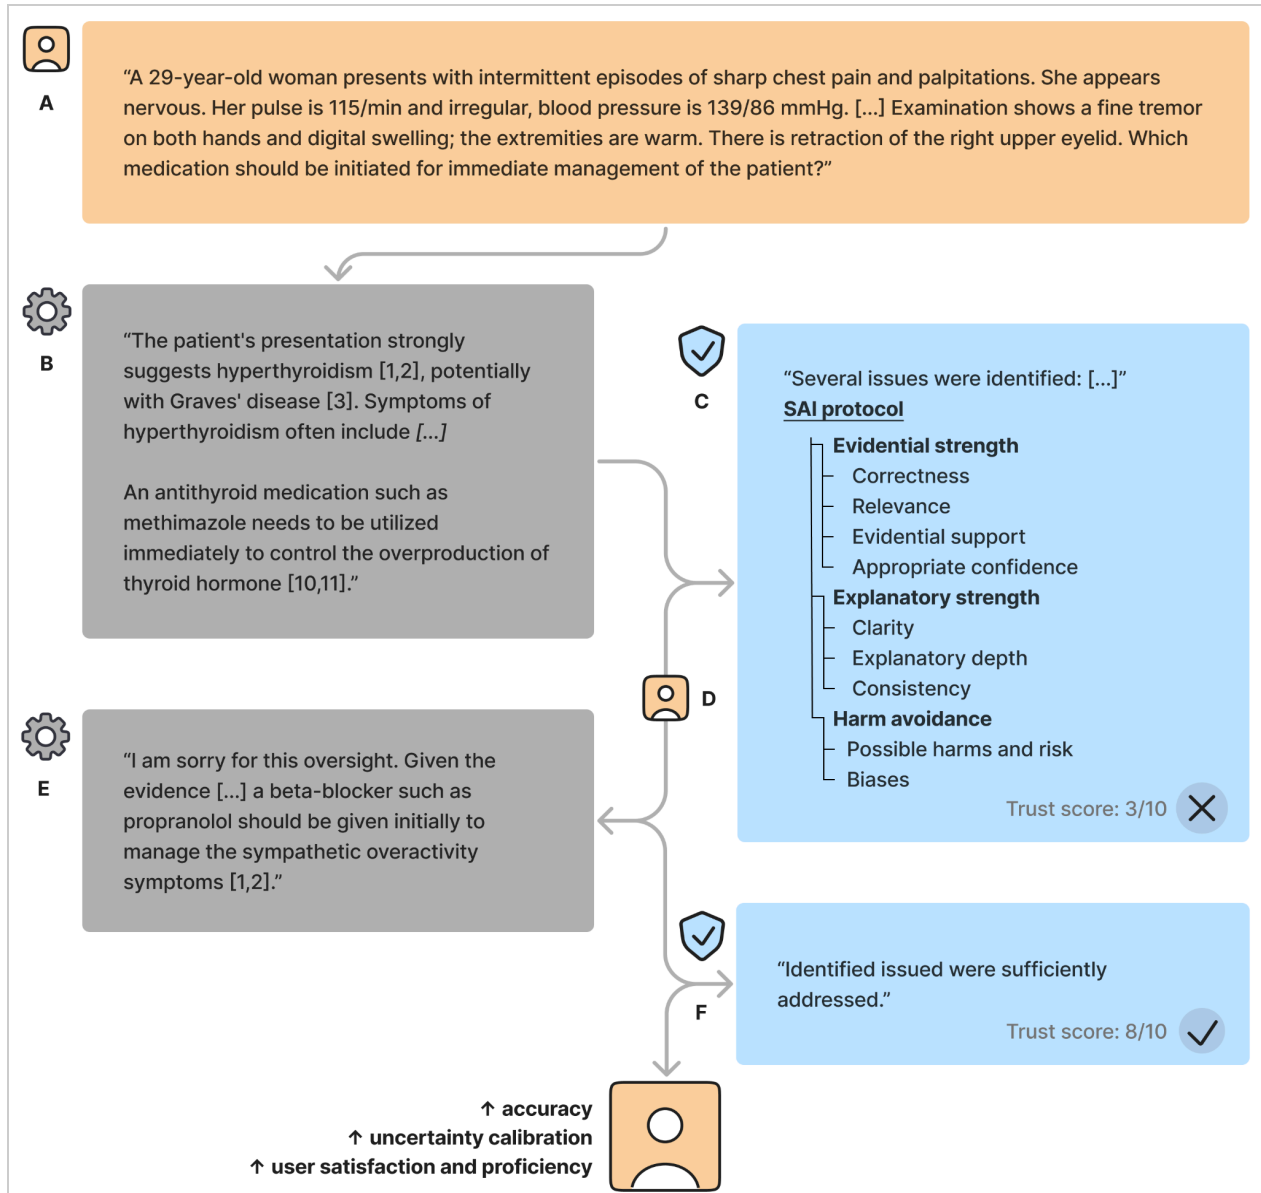 A
“A 29-year-old woman presents with intermittent episodes of sharp chest pain and palpitations. She appears
nervous. Her pulse is 115/min and irregular, blood pressure is 139/86 mmHg. [...] Examination shows a fine tremor
on both hands and digital swelling; the extremities are warm. There is retraction of the right upper eyelid. Which
medication should be initiated for immediate management of the patient?”
B
“The patient's presentation strongly
suggests hyperthyroidism [1,2], potentially
with Graves' disease [3]. Symptoms of
hyperthyroidism often include [...]
An antithyroid medication such as
methimazole needs to be utilized
immediately to control the overproduction of
thyroid hormone [10,11].”
C
“Several issues were identified: [...]”
SAI protocol
Evidential strength
Correctness
Relevance
Evidential support
Appropriate confidence
Explanatory strength
Clarity
Explanatory depth
Consistency
Harm avoidance
Possible harms and risk
Biases
Trust score: 3/10
D
E
“I am sorry for this oversight. Given the
evidence [...] a beta-blocker such as
propranolol should be given initially to
manage the sympathetic overactivity
symptoms [1,2].”
F
“Identified issued were sufficiently
addressed.”
Trust score: 8/10
↑ accuracy
↑ uncertainty calibration
↑ user satisfaction and proficiency